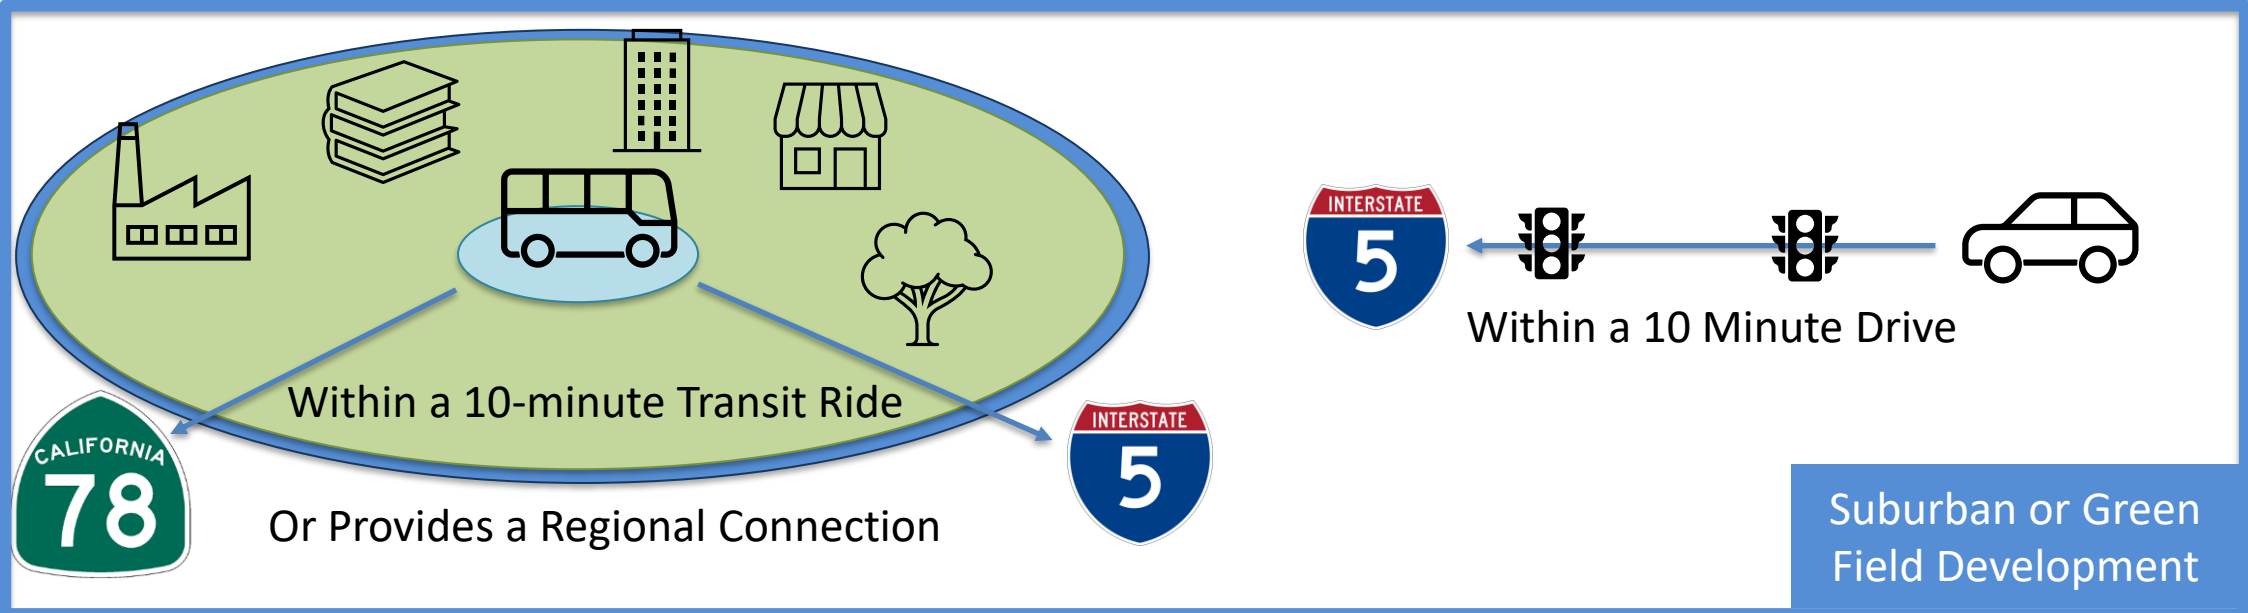 Within a 10-minute Transit Ride
CALIFORNIA
78
INTERSTATE
5
Or Provides a Regional Connection
INTERSTATE
5
Within a 10 Minute Drive
Suburban or Green
Field Development